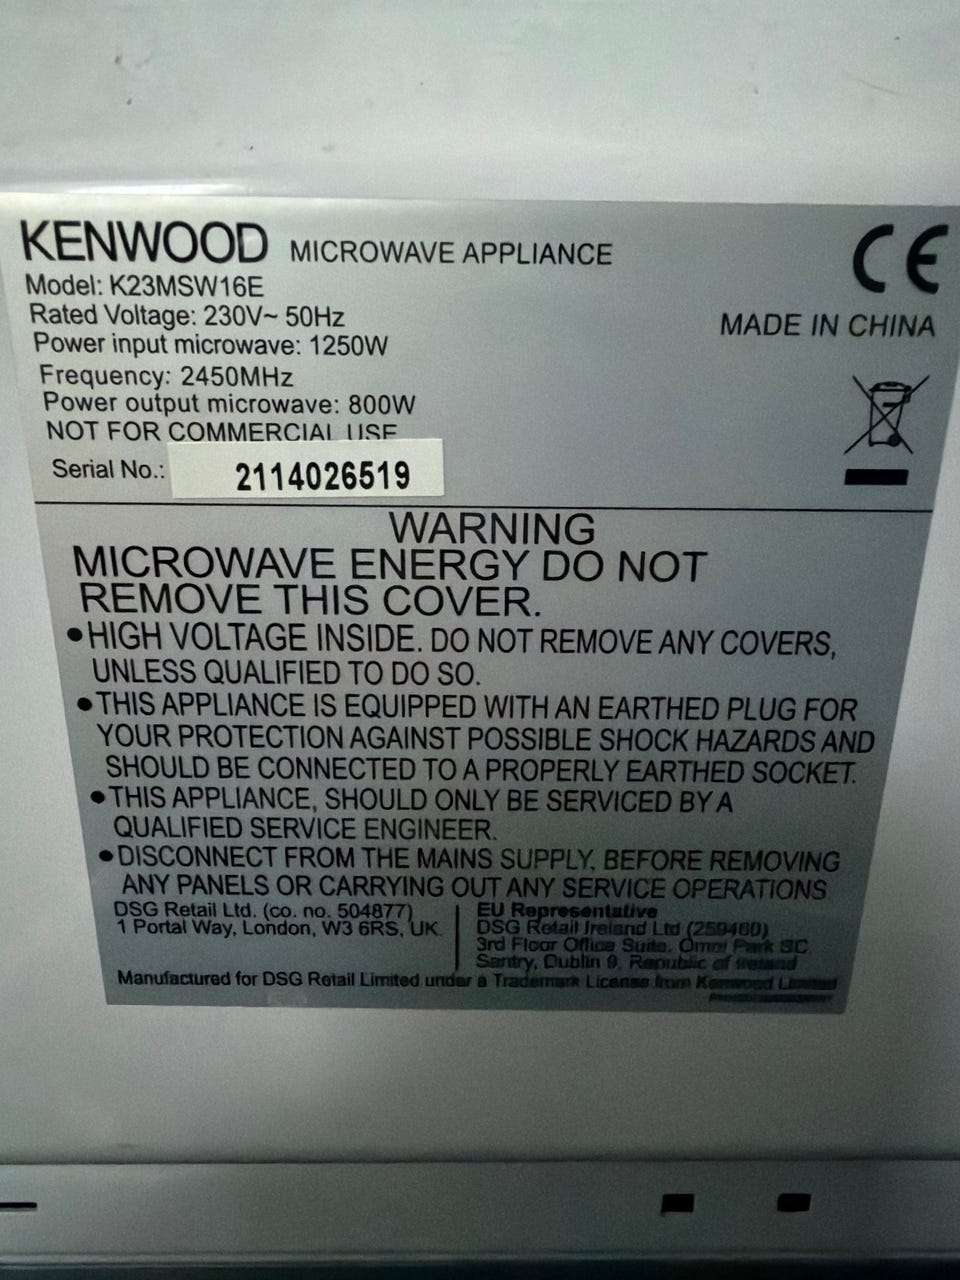 KENWOOD MICROWAVE APPLIANCE
CE
Model: K23MSW16E
Rated Voltage: 230V~ 50Hz
MADE IN CHINA
Power input microwave: 1250W
Frequency: 2450MHz
Power output microwave: 800W
NOT FOR COMMERCIAL USE
Serial No.: 2114026519
WARNING
MICROWAVE ENERGY DO NOT
REMOVE THIS COVER.
•HIGH VOLTAGE INSIDE. DO NOT REMOVE ANY COVERS,
UNLESS QUALIFIED TO DO SO.
•THIS APPLIANCE IS EQUIPPED WITH AN EARTHED PLUG FOR
YOUR PROTECTION AGAINST POSSIBLE SHOCK HAZARDS AND
SHOULD BE CONNECTED TO A PROPERLY EARTHED SOCKET.
•THIS APPLIANCE, SHOULD ONLY BE SERVICED BY A
QUALIFIED SERVICE ENGINEER.
•DISCONNECT FROM THE MAINS SUPPLY, BEFORE REMOVING
ANY PANELS OR CARRYING OUT ANY SERVICE OPERATIONS
DSG Retail Ltd. (co. no. 504877)
1 Portal Way, London, W3 6RS, UK
EU Representative
DSG Retail Ireland Ltd (259460)
3rd Floor Office Suite, Omni Park SC
Santry, Dublin 9, Republic of Ireland
Manufactured for DSG Retail Limited under a Trademark License from Kenwood Limited